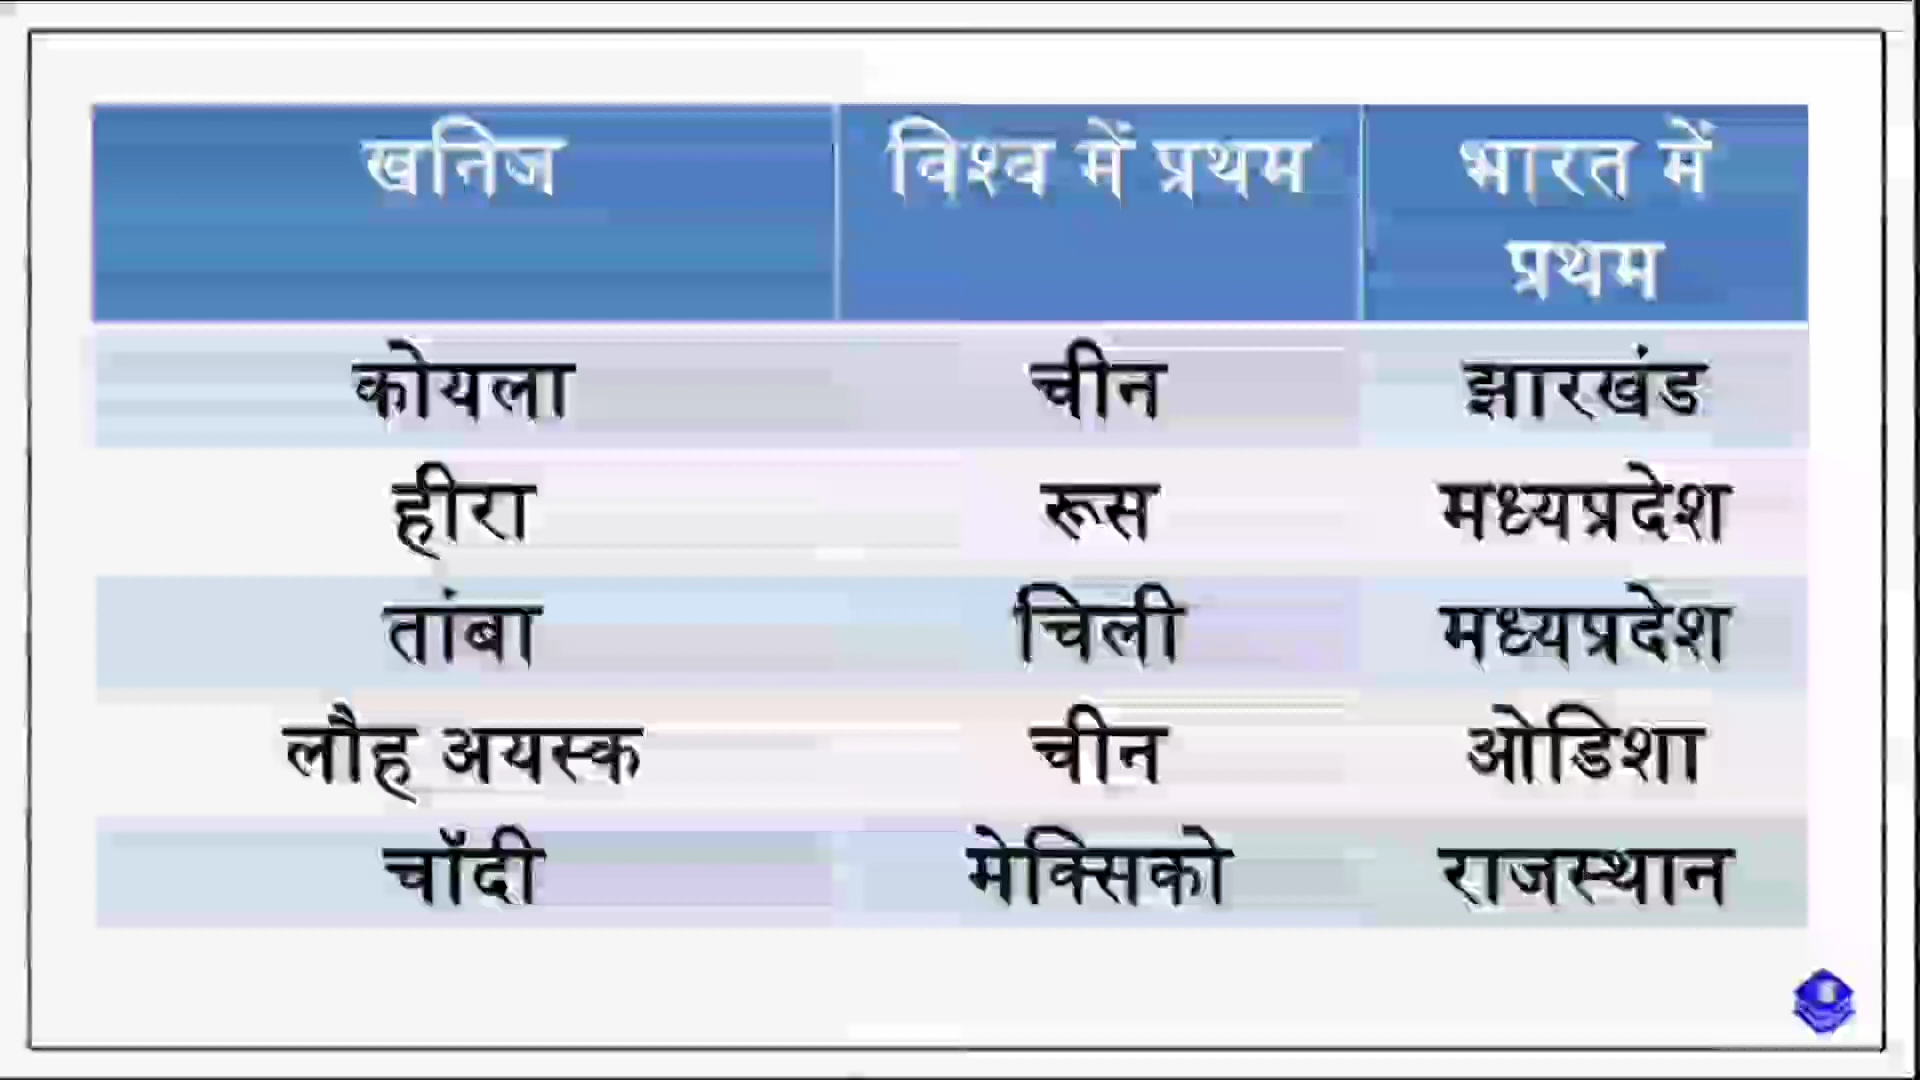 खनिज विश्व में प्रथम भारत में
प्रथम
कोयला चीन झारखंड
हीरा रूस मध्यप्रदेश
तांबा चिली मध्यप्रदेश
लौह अयस्क चीन ओडिशा
चॉदी मेक्सिको राजस्थान